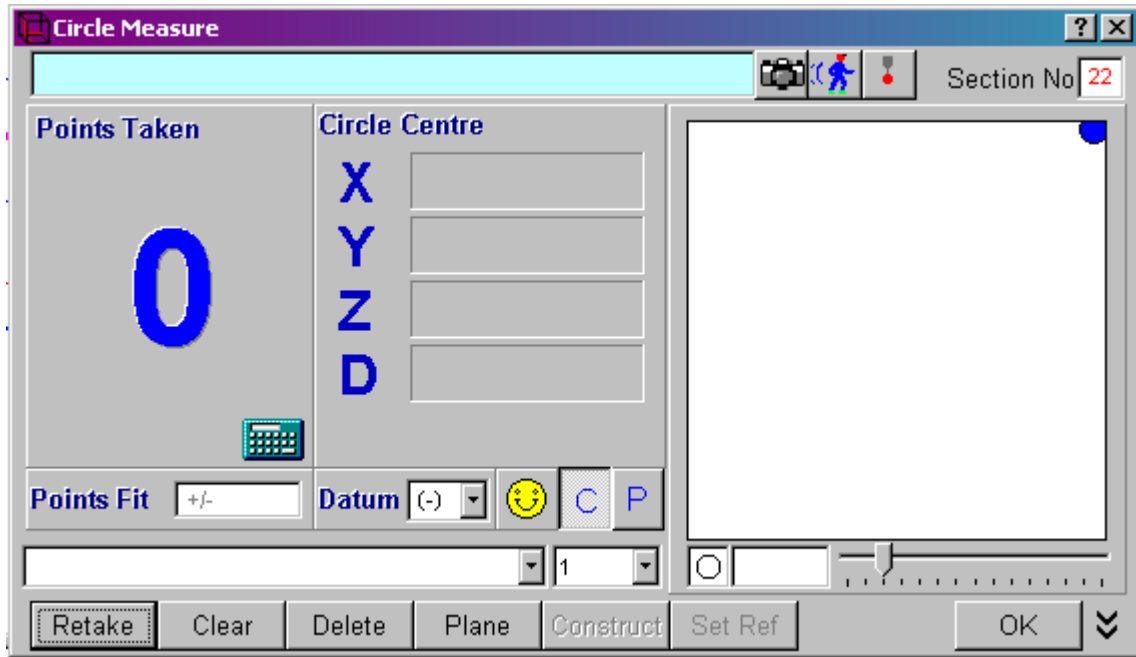 Circle Measure
Section No 22
Points Taken
0
Circle Centre
X
Y
Z
D
Points Fit +/-
Datum (-) C P
1
Retake Clear Delete Plane Construct Set Ref OK